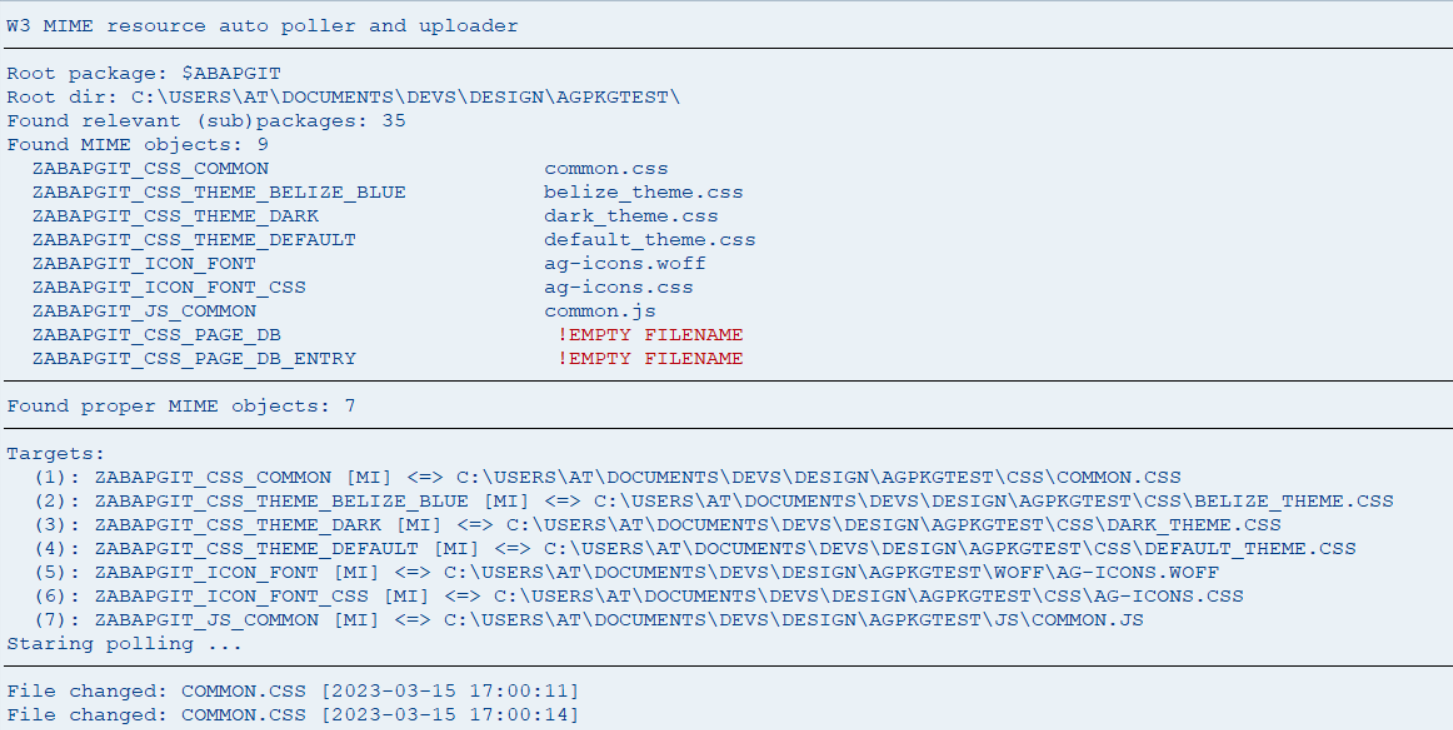 W3 MIME resource auto poller and uploader
Root package: $ABAPGIT
Root dir: C:\USERS\AT\DOCUMENTS\DEVS\DESIGN\AGPKGTEST\
Found relevant (sub)packages: 35
Found MIME objects: 9
ZABAPGIT_CSS_COMMON common.css
ZABAPGIT_CSS_THEME_BELIZE_BLUE belize_theme.css
ZABAPGIT_CSS_THEME_DARK dark_theme.css
ZABAPGIT_CSS_THEME_DEFAULT default_theme.css
ZABAPGIT_ICON_FONT ag-icons.woff
ZABAPGIT_ICON_FONT_CSS ag-icons.css
ZABAPGIT_JS_COMMON common.js
ZABAPGIT_CSS_PAGE_DB !EMPTY FILENAME
ZABAPGIT_CSS_PAGE_DB_ENTRY !EMPTY FILENAME
Found proper MIME objects: 7
Targets:
(1): ZABAPGIT_CSS_COMMON [MI] <=> C:\USERS\AT\DOCUMENTS\DEVS\DESIGN\AGPKGTEST\CSS\COMMON.CSS
(2): ZABAPGIT_CSS_THEME_BELIZE_BLUE [MI] <=> C:\USERS\AT\DOCUMENTS\DEVS\DESIGN\AGPKGTEST\CSS\BELIZE_THEME.CSS
(3): ZABAPGIT_CSS_THEME_DARK [MI] <=> C:\USERS\AT\DOCUMENTS\DEVS\DESIGN\AGPKGTEST\CSS\DARK_THEME.CSS
(4): ZABAPGIT_CSS_THEME_DEFAULT [MI] <=> C:\USERS\AT\DOCUMENTS\DEVS\DESIGN\AGPKGTEST\CSS\DEFAULT_THEME.CSS
(5): ZABAPGIT_ICON_FONT [MI] <=> C:\USERS\AT\DOCUMENTS\DEVS\DESIGN\AGPKGTEST\WOFF\AG-ICONS.WOFF
(6): ZABAPGIT_ICON_FONT_CSS [MI] <=> C:\USERS\AT\DOCUMENTS\DEVS\DESIGN\AGPKGTEST\CSS\AG-ICONS.CSS
(7): ZABAPGIT_JS_COMMON [MI] <=> C:\USERS\AT\DOCUMENTS\DEVS\DESIGN\AGPKGTEST\JS\COMMON.JS
Staring polling ...
File changed: COMMON.CSS [2023-03-15 17:00:11]
File changed: COMMON.CSS [2023-03-15 17:00:14]